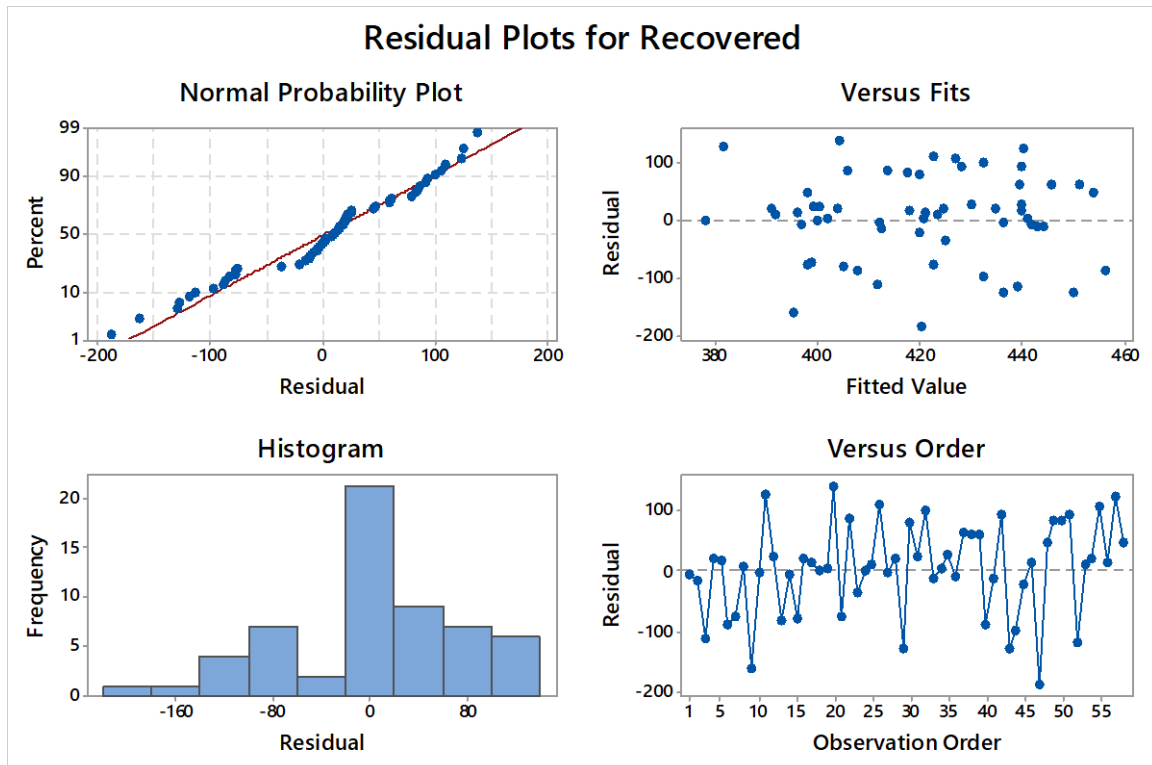 Residual Plots for Recovered
Normal Probability Plot
99
90
50
10
1
Percent
-200 -100 0 100 200
Residual
Versus Fits
100
0
-100
-200
Residual
380 400 420 440 460
Fitted Value
Histogram
20
15
10
5
0
Frequency
-160 -80 0 80
Residual
Versus Order
100
0
-100
-200
Residual
1 5 10 15 20 25 30 35 40 45 50 55
Observation Order